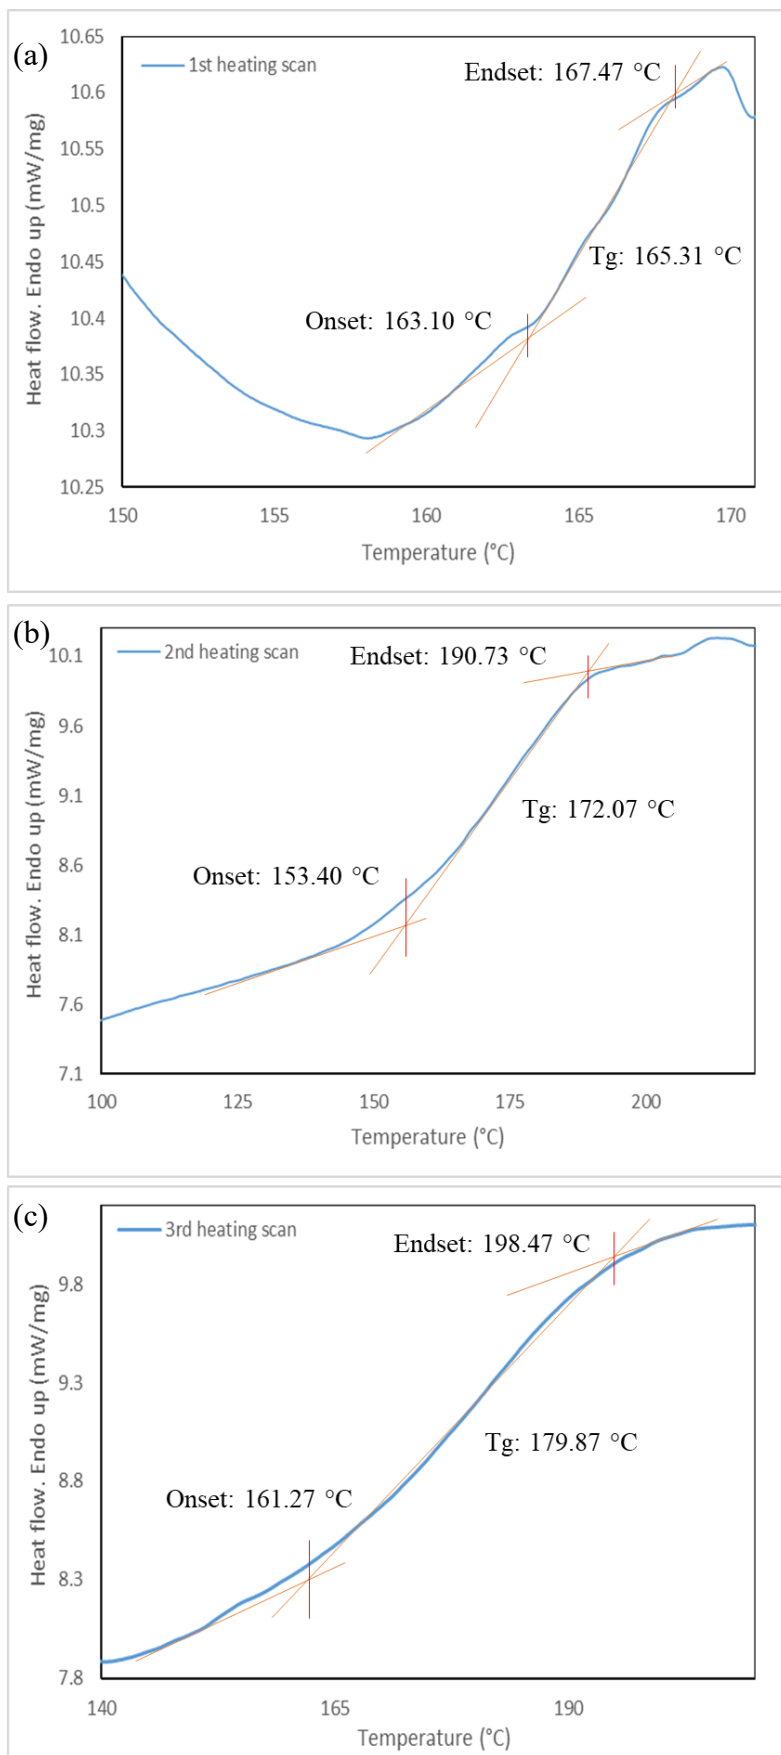 (a)
1st heating scan
Endset: 167.47 °C
Tg: 165.31 °C
Onset: 163.10 °C
Heat flow. Endo up (mW/mg)
10.65
10.6
10.55
10.5
10.45
10.4
10.35
10.3
10.25
150
155
160
165
170
Temperature (°C)
(b)
2nd heating scan
Endset: 190.73 °C
Tg: 172.07 °C
Onset: 153.40 °C
Heat flow. Endo up (mW/mg)
10.1
9.6
9.1
8.6
8.1
7.6
7.1
100
125
150
175
200
Temperature (°C)
(c)
3rd heating scan
Endset: 198.47 °C
Tg: 179.87 °C
Onset: 161.27 °C
Heat flow. Endo up (mW/mg)
9.8
9.3
8.8
8.3
7.8
140
165
190
Temperature (°C)